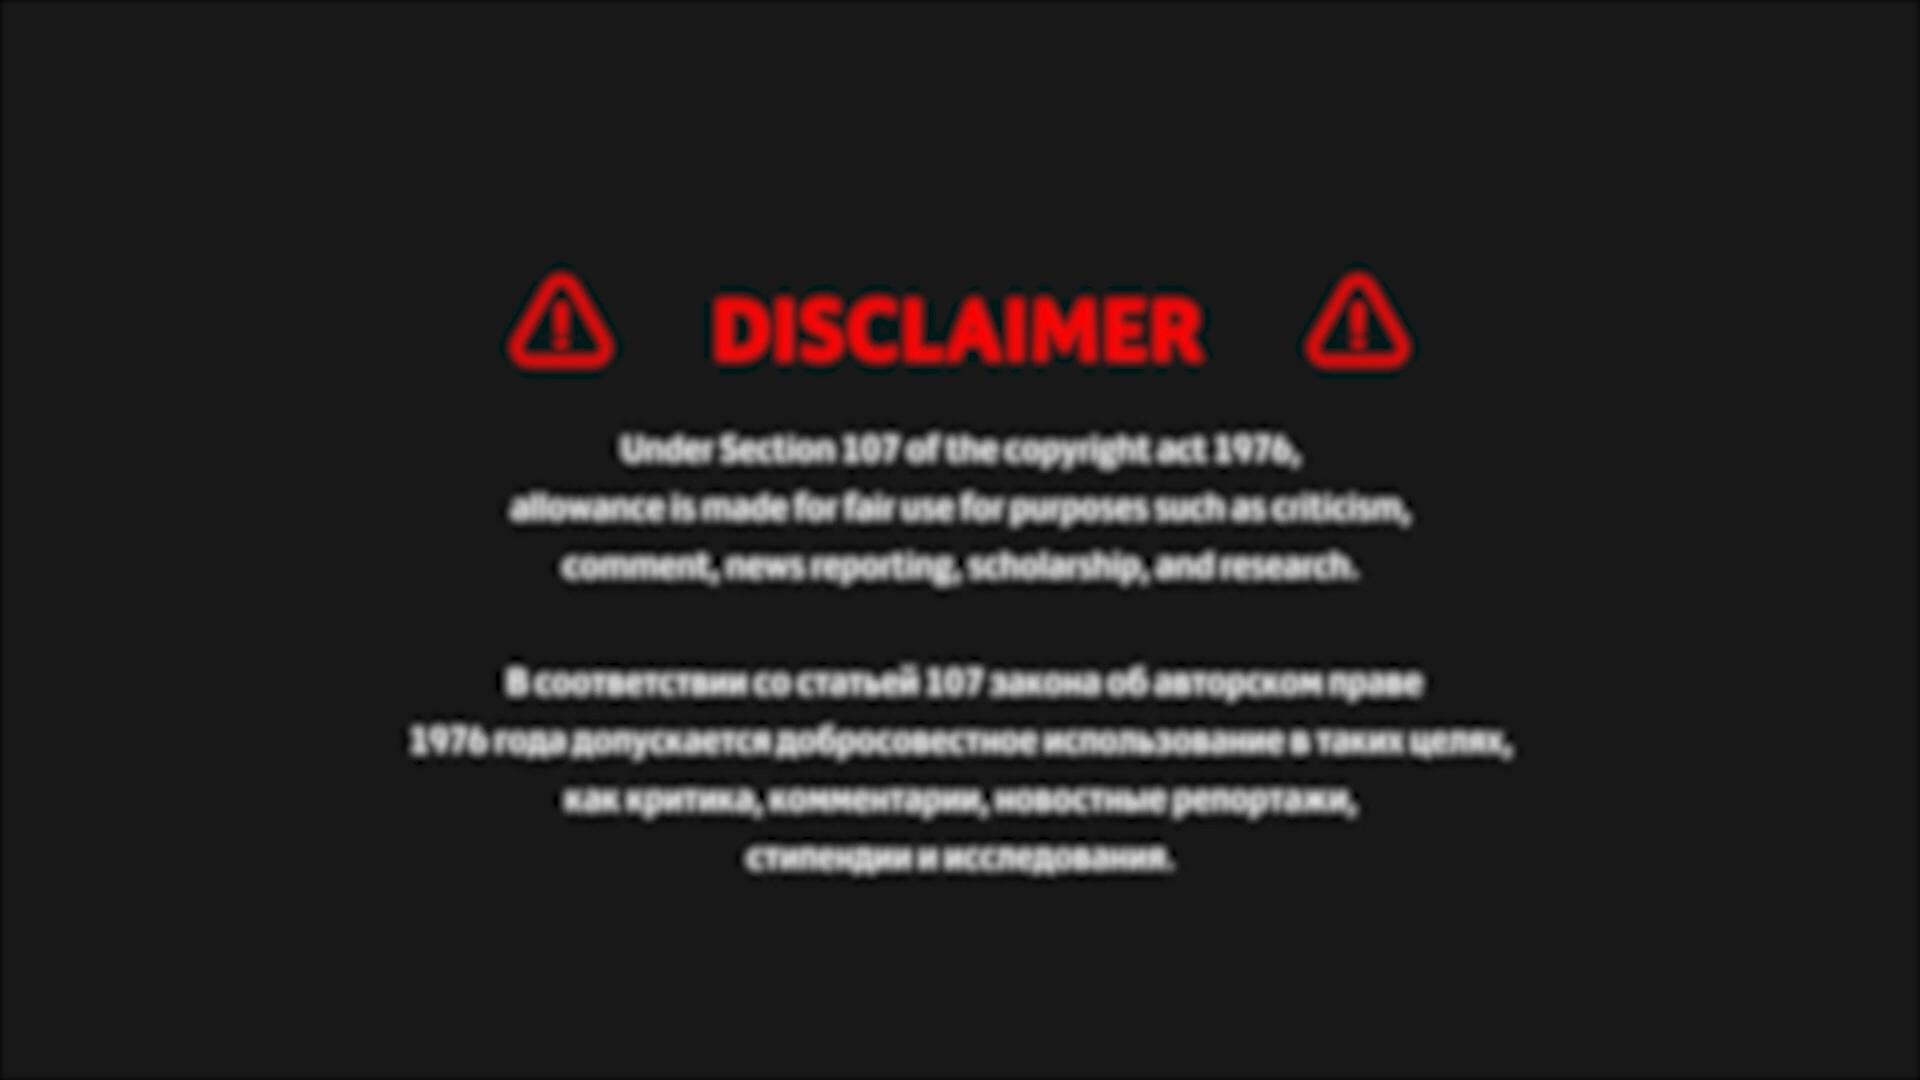 DISCLAIMER
Under Section 107 of the copyright act 1976,
allowance is made for fair use for purposes such as criticism,
comment, news reporting, scholarship, and research.
В соответствии со статьей 107 закона об авторском праве
1976 года допускается добросовестное использование в таких целях,
как критика, комментарии, новостные репортажи,
стипендии и исследования.